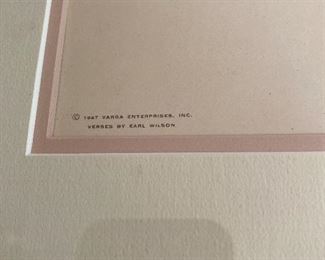 © 1947 VARGA ENTERPRISES, INC.
VERSES BY EARL WILSON